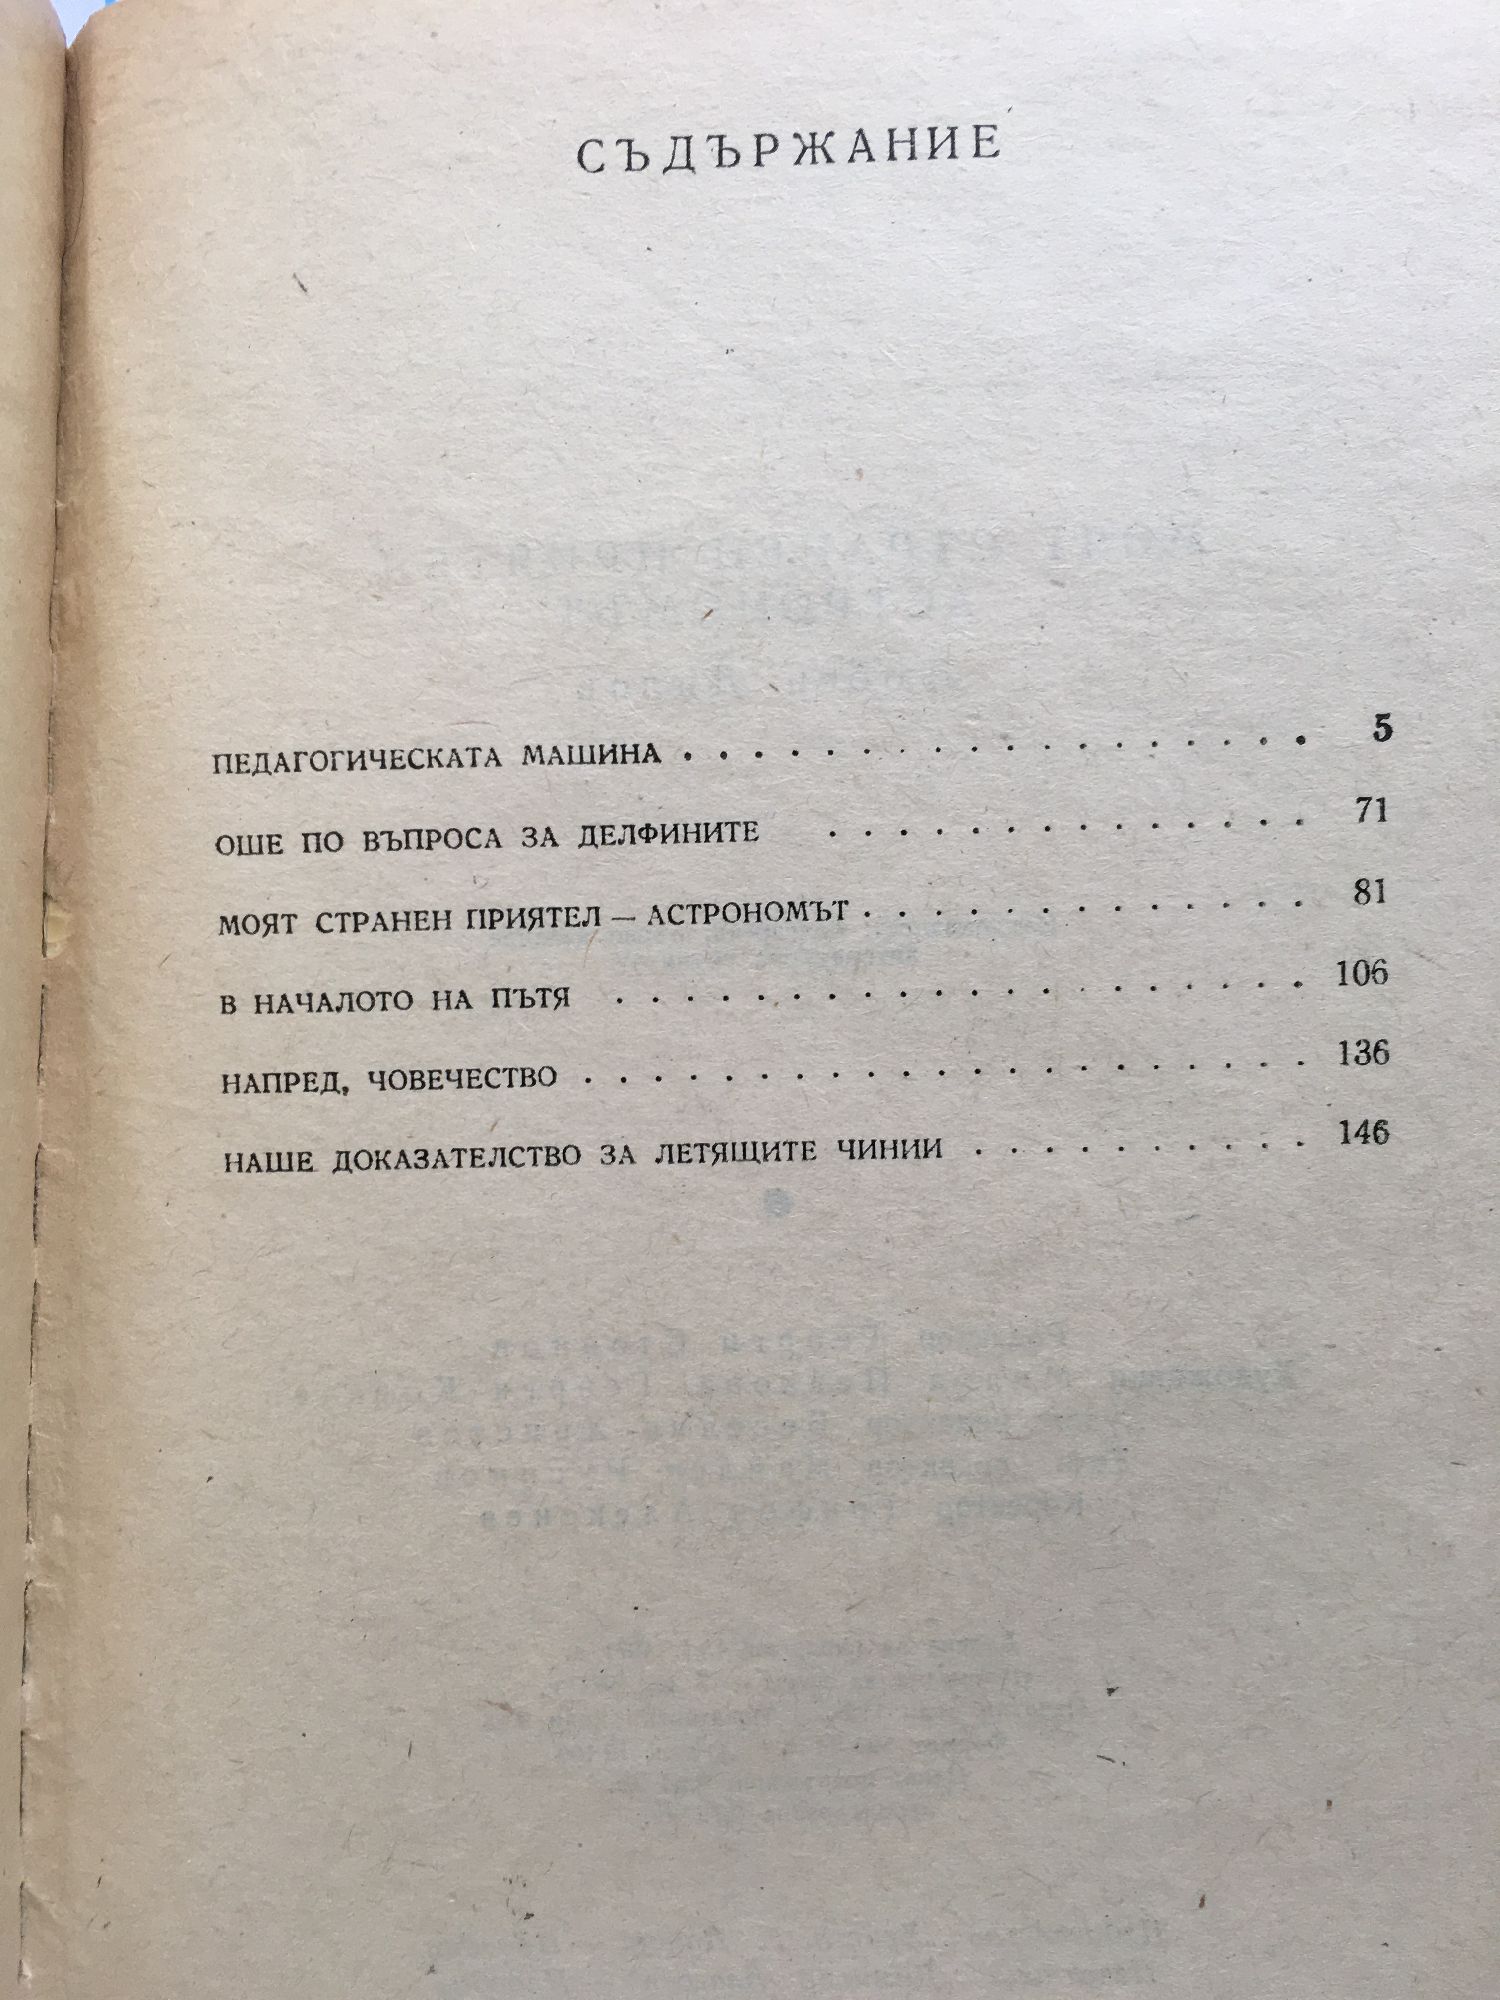 СЪДЪРЖАНИЕ
ПЕДАГОГИЧЕСКАТА МАШИНА . . . . . . . . . . . . . . . . . . 5
ОШЕ ПО ВЪПРОСА ЗА ДЕЛФИНИТЕ . . . . . . . . . . . . . . 71
МОЯТ СТРАНЕН ПРИЯТЕЛ — АСТРОНОМЪТ . . . . . . . . . . . . . 81
В НАЧАЛОТО НА ПЪТЯ . . . . . . . . . . . . . . . . . . . . 106
НАПРЕД, ЧОВЕЧЕСТВО . . . . . . . . . . . . . . . . . . . . . 136
НАШЕ ДОКАЗАТЕЛСТВО ЗА ЛЕТЯЩИТЕ ЧИНИИ . . . . . . . . . . 146